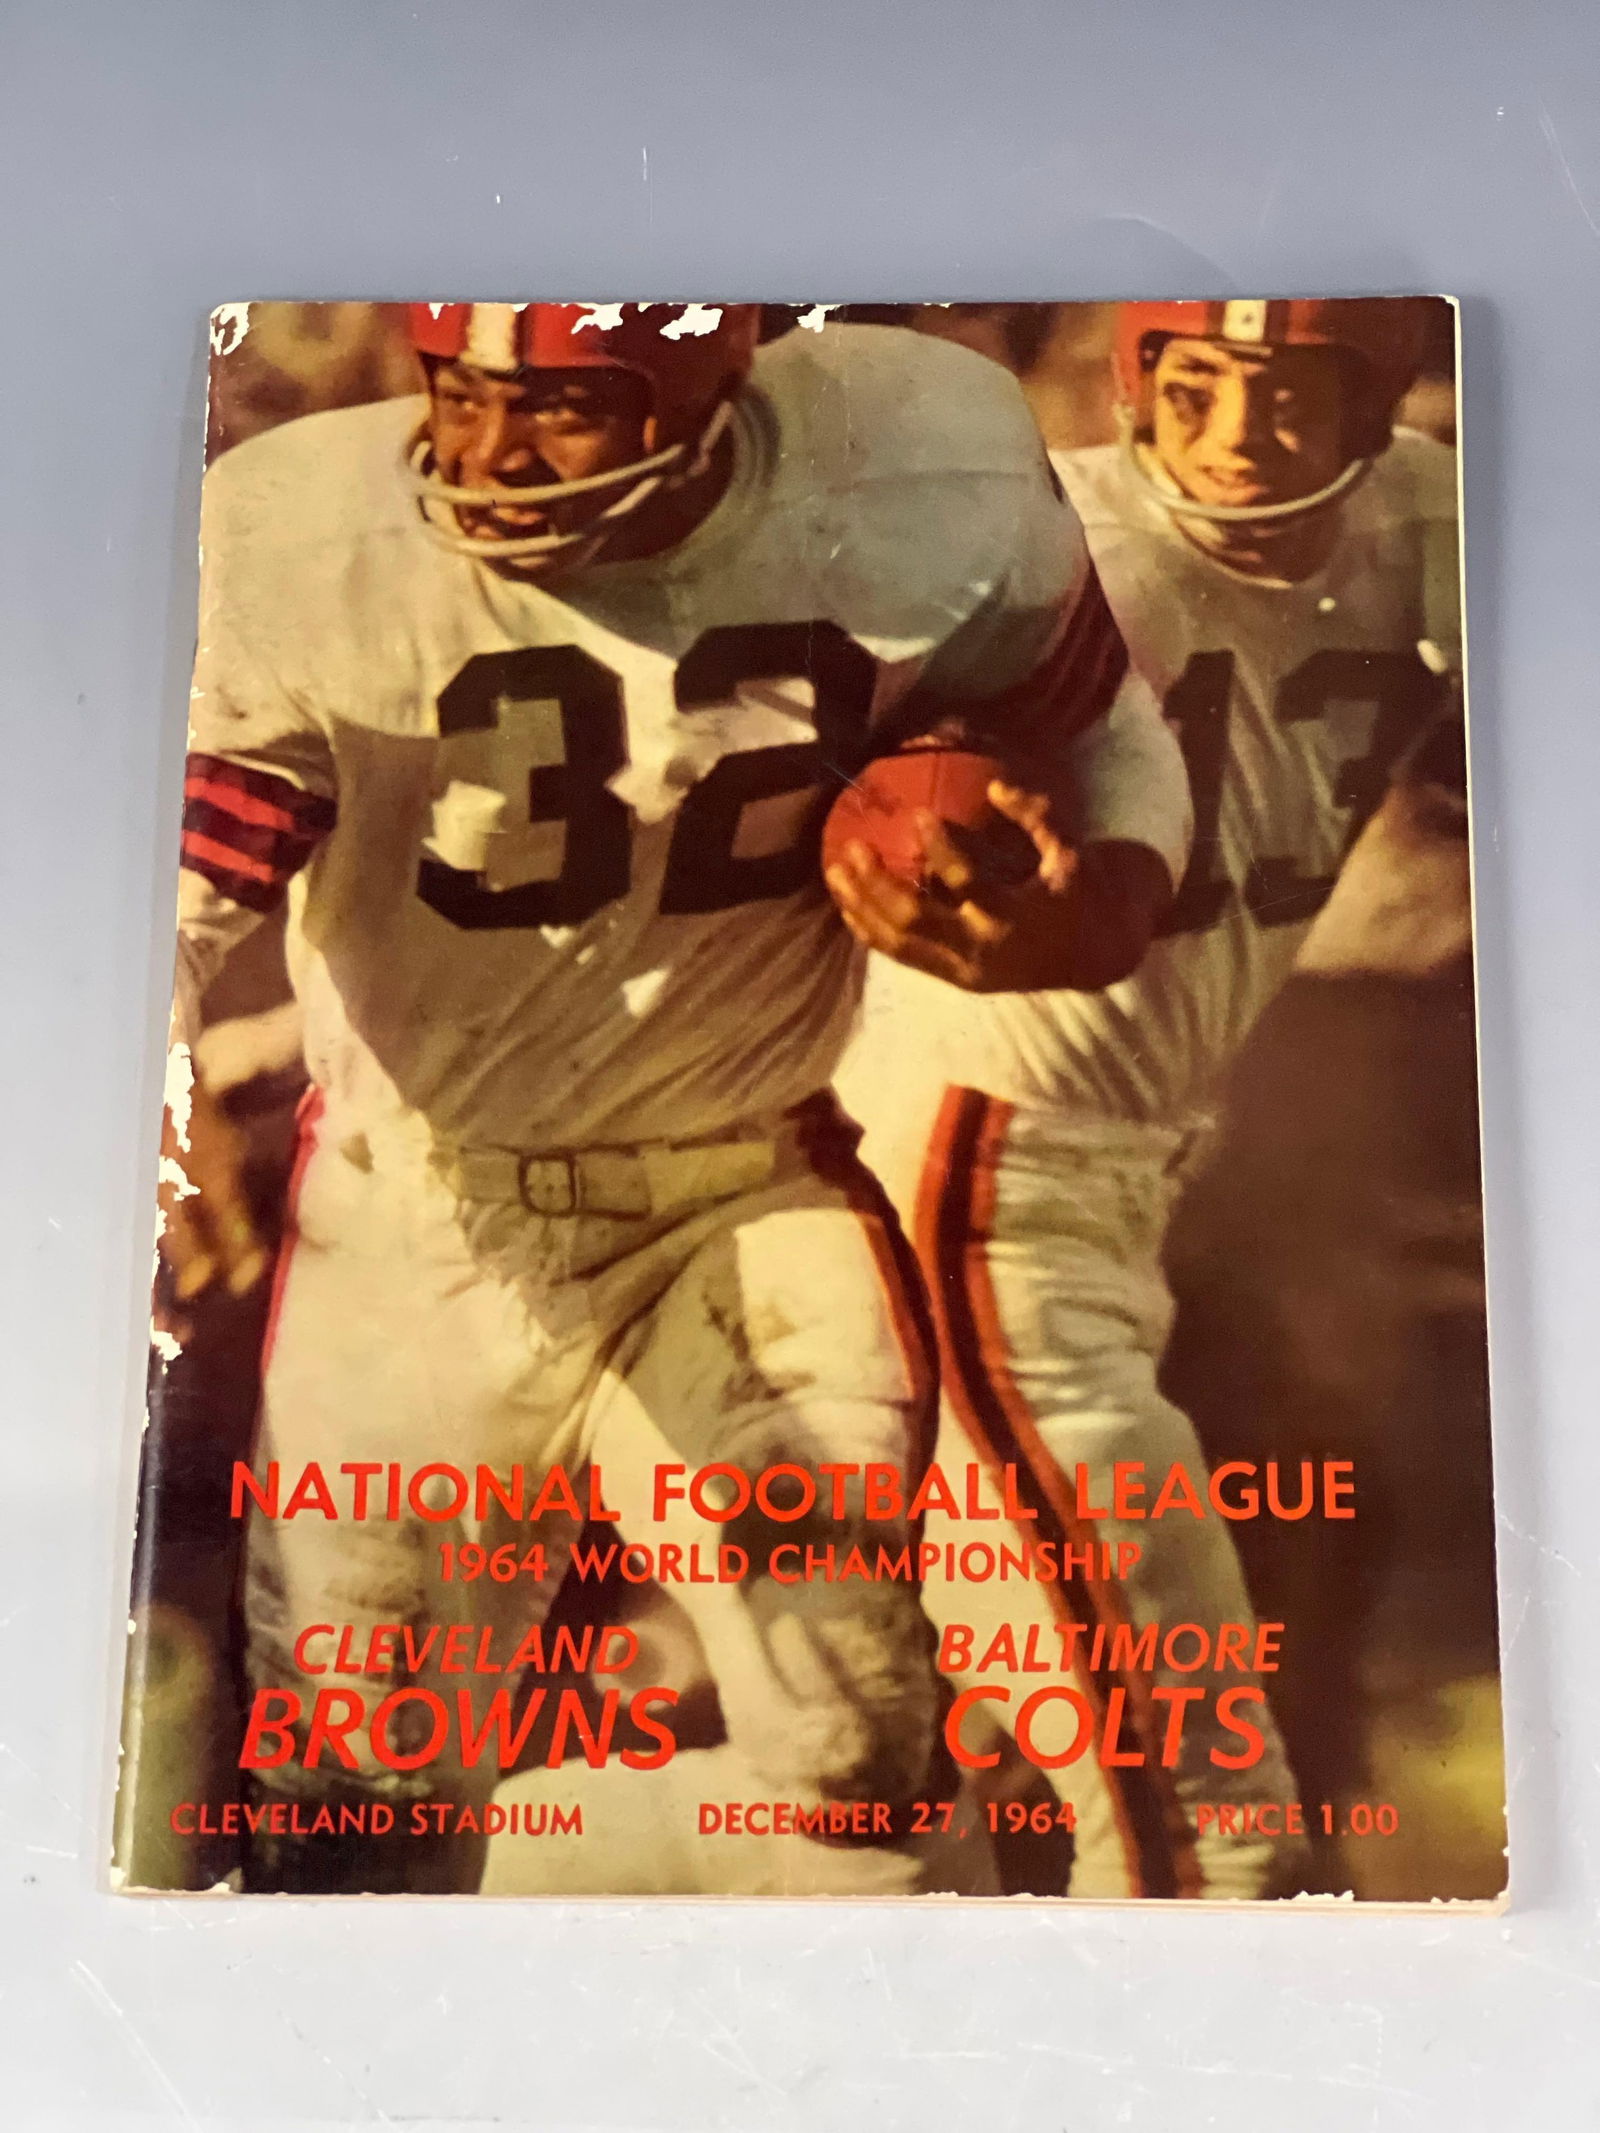 32
13
NATIONAL FOOTBALL LEAGUE
1964 WORLD CHAMPIONSHIP
CLEVELAND BALTIMORE
BROWNS COLTS
CLEVELAND STADIUM DECEMBER 27, 1964 PRICE 1.00